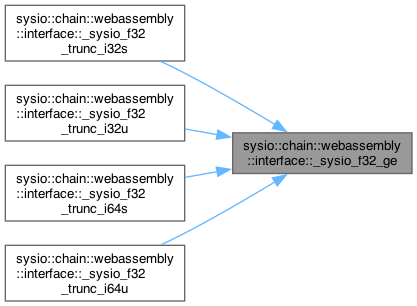 sysio::chain::webassembly
::interface::_sysio_f32
_trunc_i32s
sysio::chain::webassembly
::interface::_sysio_f32
_trunc_i32u
sysio::chain::webassembly
::interface::_sysio_f32_ge
sysio::chain::webassembly
::interface::_sysio_f32
_trunc_i64s
sysio::chain::webassembly
::interface::_sysio_f32
_trunc_i64u